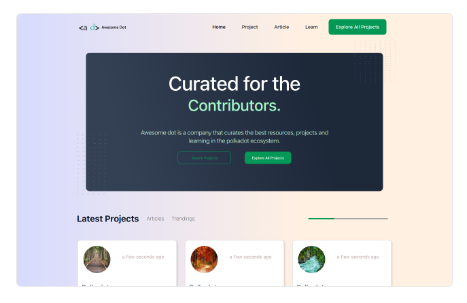 <a d> Awesome Dot
Home Project Article Learn Explore All Projects
Curated for the
Contributors.
Awesome dot is a company that curates the best resources, projects and
learning in the polkadot ecosystem.
Explore All Projects
Latest Projects Articles Trendings
a few seconds ago a few seconds ago a few seconds ago